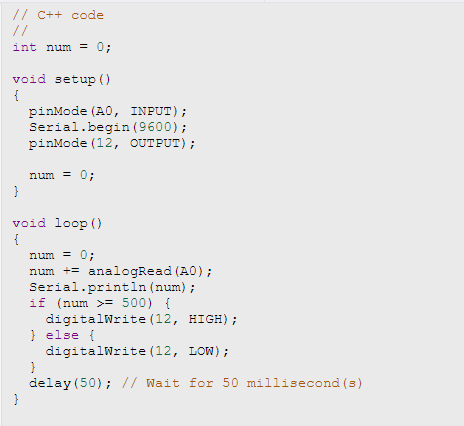 // C++ code
//
int num = 0;

void setup()
{
  pinMode(A0, INPUT);
  Serial.begin(9600);
  pinMode(12, OUTPUT);

  num = 0;
}

void loop()
{
  num = 0;
  num += analogRead(A0);
  Serial.println(num);
  if (num >= 500) {
    digitalWrite(12, HIGH);
  } else {
    digitalWrite(12, LOW);
  }
  delay(50); // Wait for 50 millisecond(s)
}